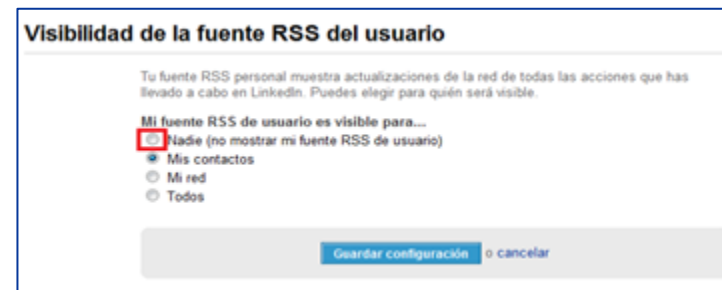 Visibilidad de la fuente RSS del usuario
Tu fuente RSS personal muestra actualizaciones de la red de todas las acciones que has
llevado a cabo en LinkedIn. Puedes elegir para quién será visible.
Mi fuente RSS de usuario es visible para...
Nadie (no mostrar mi fuente RSS de usuario)
Mis contactos
Mi red
Todos
Guardar configuración o cancelar